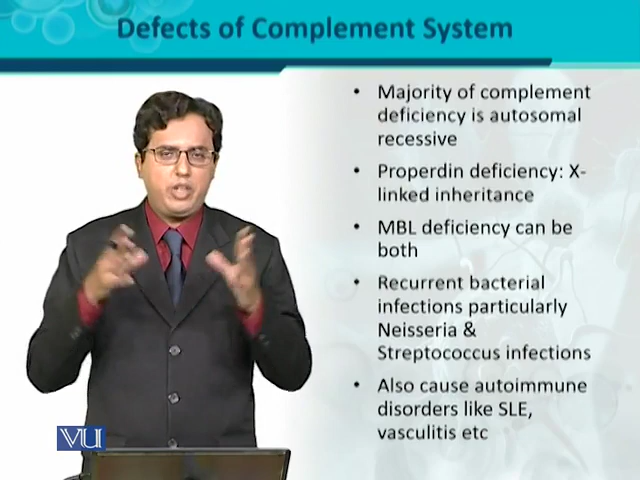 Defects of Complement System
• Majority of complement
deficiency is autosomal
recessive
• Properdin deficiency: X-
linked inheritance
• MBL deficiency can be
both
• Recurrent bacterial
infections particularly
Neisseria &
Streptococcus infections
• Also cause autoimmune
disorders like SLE,
vasculitis etc
VU